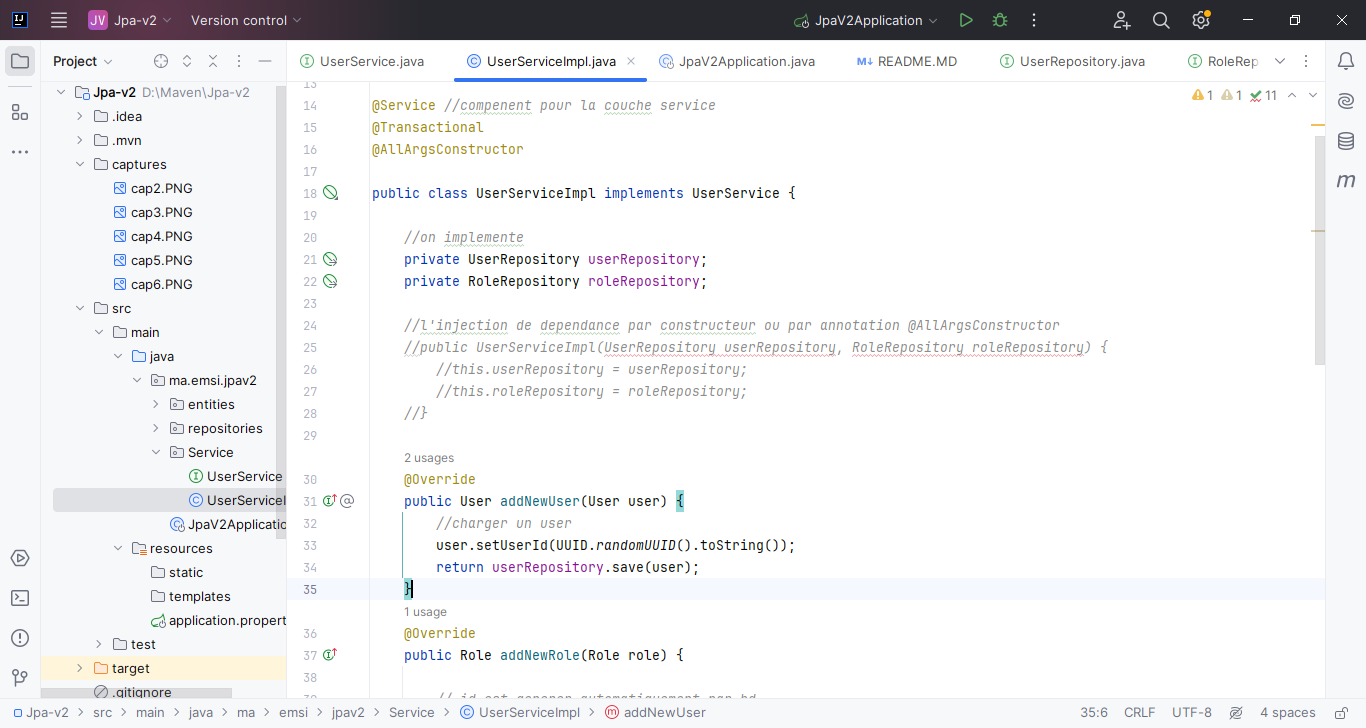 JV Jpa-v2 Version control JpaV2Application
Project
UserService.java UserServiceImpl.java JpaV2Application.java README.MD UserRepository.java RoleRep
Jpa-v2 D:\Maven\Jpa-v2
.idea
.mvn
captures
cap2.PNG
cap3.PNG
cap4.PNG
cap5.PNG
cap6.PNG
src
main
java
ma.emsi.jpav2
entities
repositories
Service
UserService
UserServiceI
JpaV2Applicatio
resources
static
templates
application.propert
test
target
.gitignore
1 1 11
13
14 @Service //compenent pour la couche service
15 @Transactional
16 @AllArgsConstructor
17
18 public class UserServiceImpl implements UserService {
19
20 //on implemente
21 private UserRepository userRepository;
22 private RoleRepository roleRepository;
23
24 //l'injection de dependance par constructeur ou par annotation @AllArgsConstructor
25 //public UserServiceImpl(UserRepository userRepository, RoleRepository roleRepository) {
26 //this.userRepository = userRepository;
27 //this.roleRepository = roleRepository;
28 //}
29
2 usages
30 @Override
31 public User addNewUser(User user) {
32 //charger un user
33 user.setUserId(UUID.randomUUID().toString());
34 return userRepository.save(user);
35 }
1 usage
36 @Override
37 public Role addNewRole(Role role) {
38
Jpa-v2 > src > main > java > ma > emsi > jpav2 > Service > UserServiceImpl > addNewUser 35:6 CRLF UTF-8 4 spaces